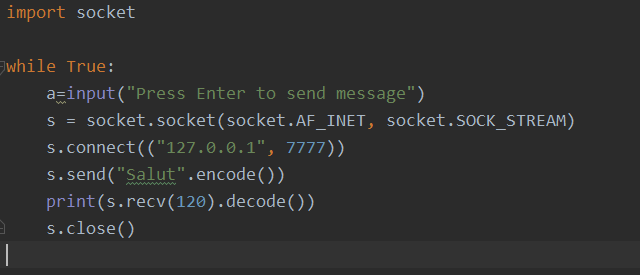 import socket

while True:
    a=input("Press Enter to send message")
    s = socket.socket(socket.AF_INET, socket.SOCK_STREAM)
    s.connect(("127.0.0.1", 7777))
    s.send("Salut".encode())
    print(s.recv(120).decode())
    s.close()